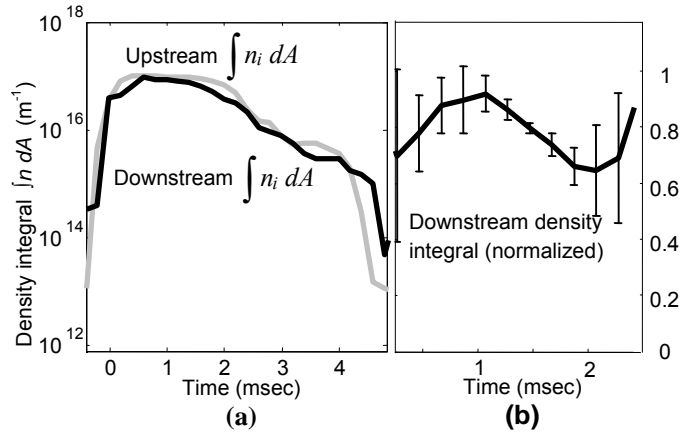 10^18
10^16
10^14
10^12
Density integral ∫n dA (m^-1)
Upstream ∫ n_i dA
Downstream ∫ n_i dA
0 1 2 3 4
Time (msec)
(a)
1
0.8
0.6
0.4
0.2
0
Downstream density
integral (normalized)
1 2
Time (msec)
(b)